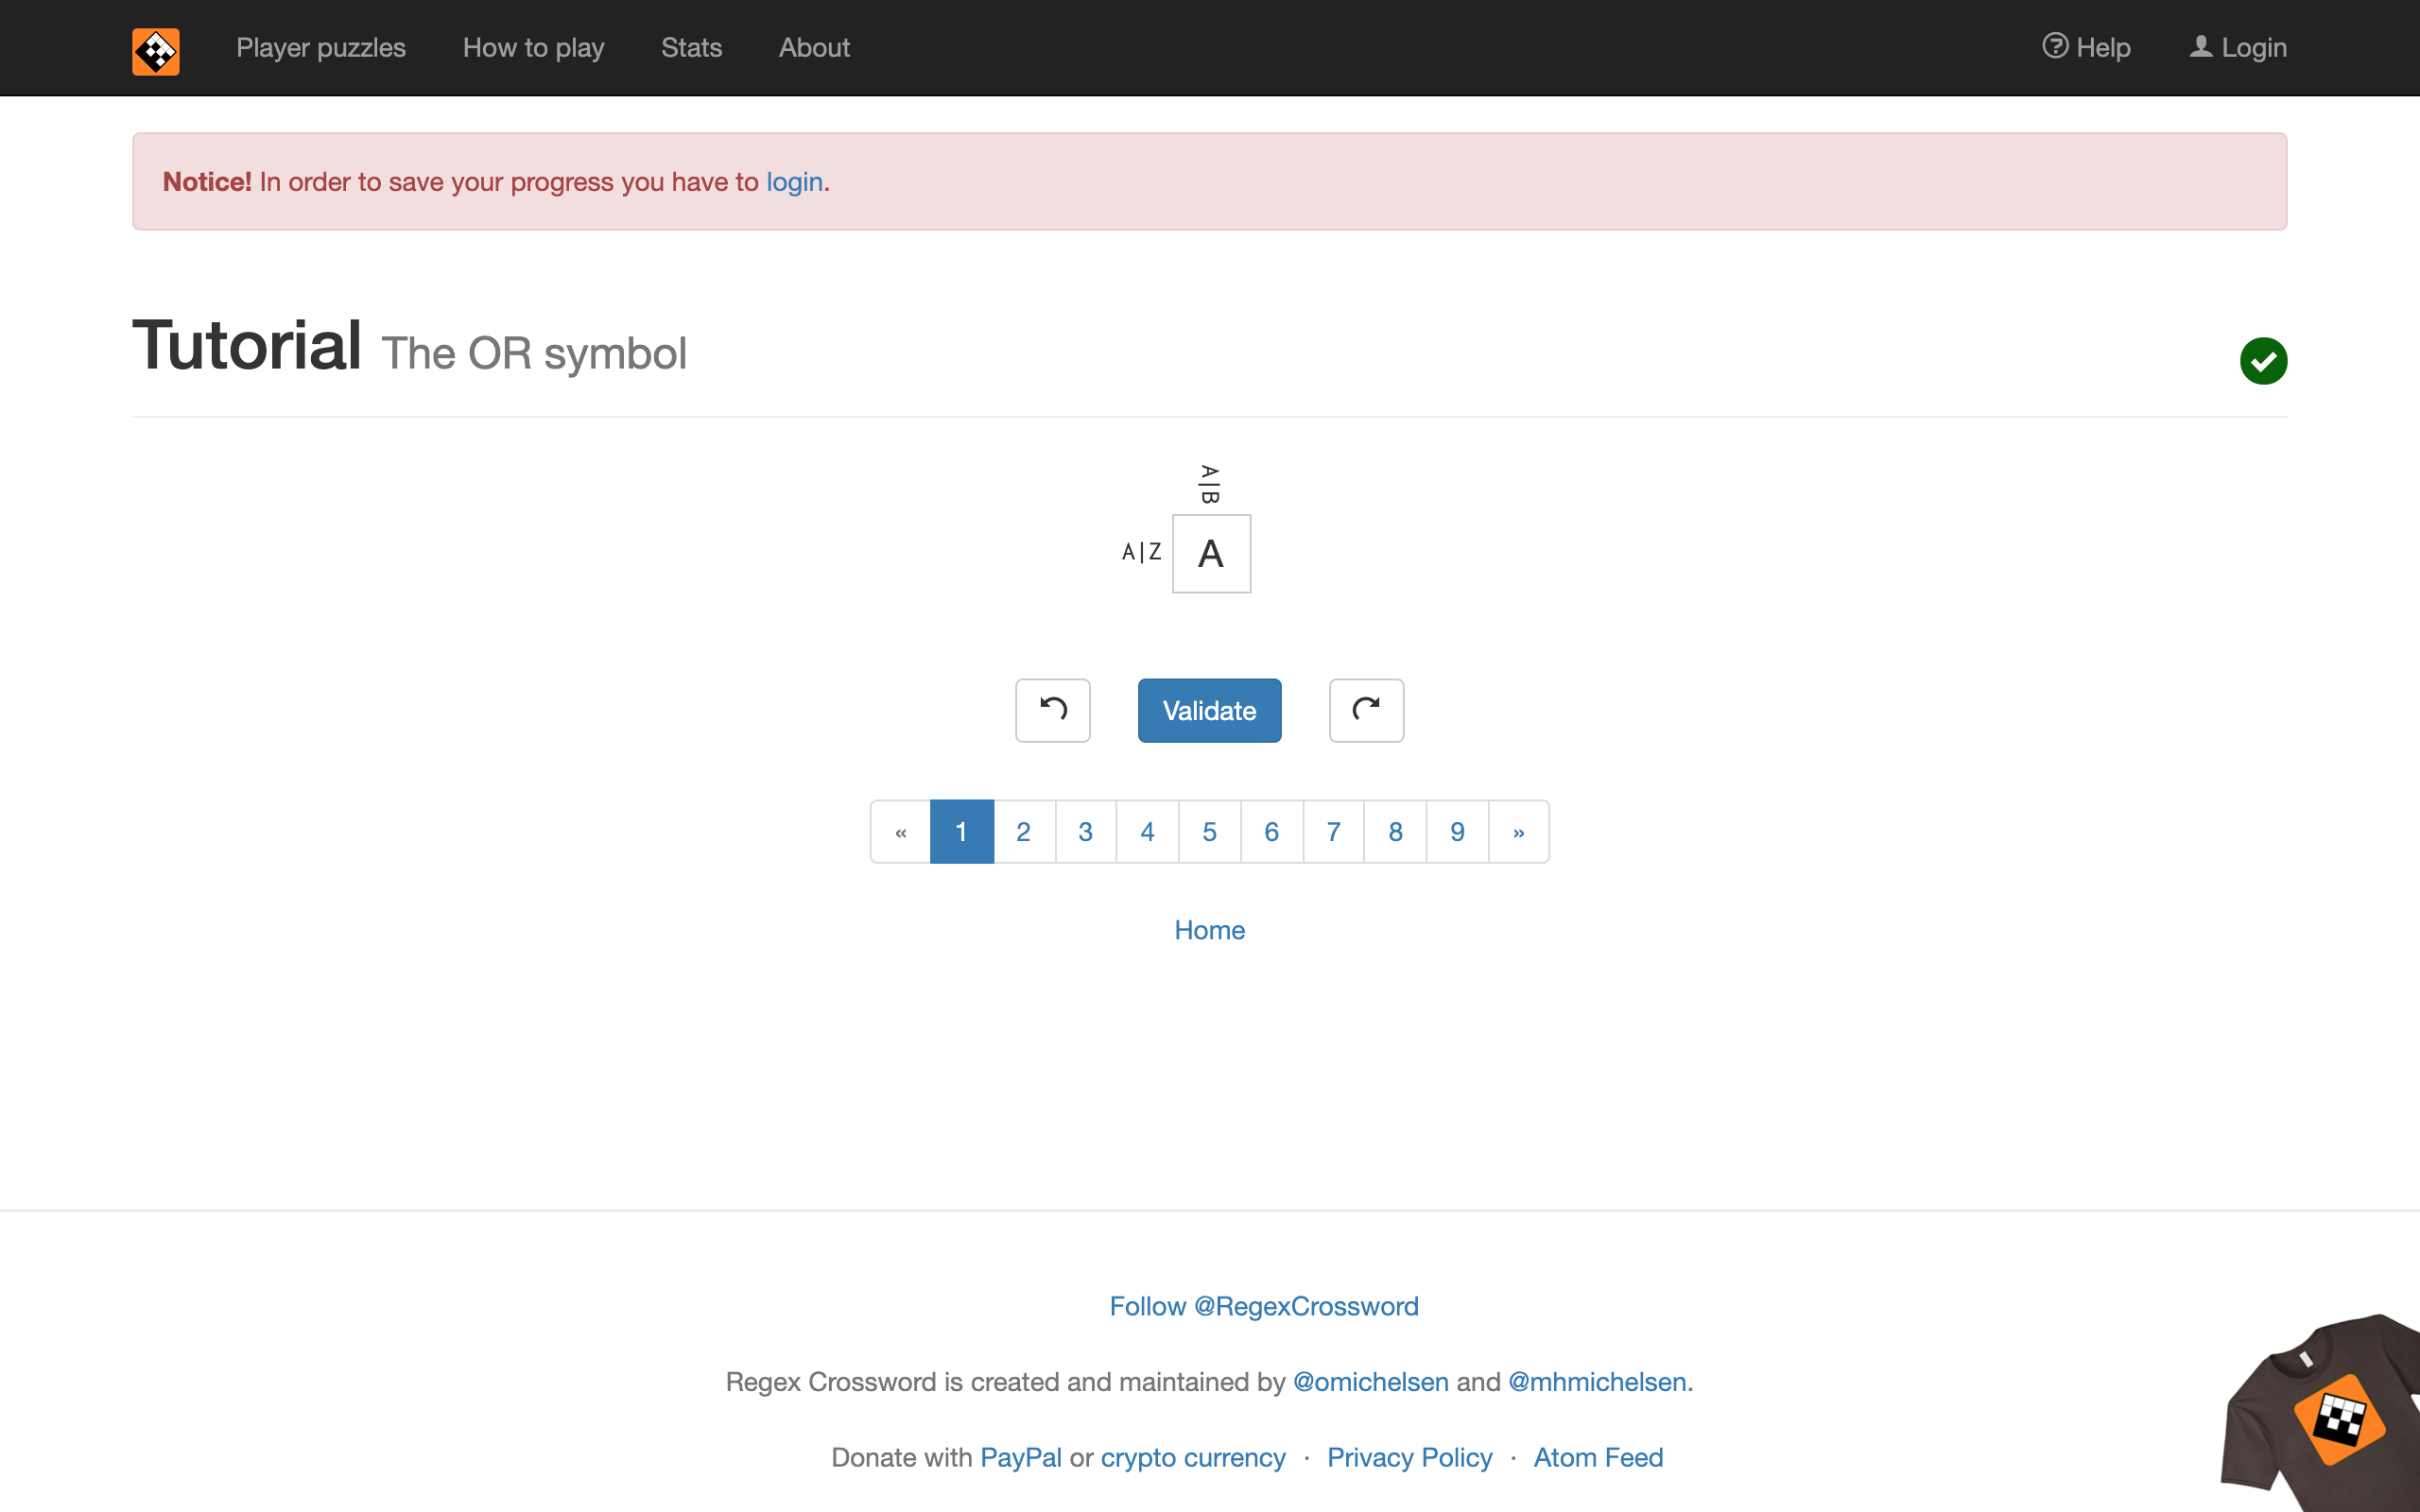 Player puzzles How to play Stats About Help Login
Notice! In order to save your progress you have to login.
Tutorial The OR symbol
A|B
A|Z A
Validate
« 1 2 3 4 5 6 7 8 9 »
Home
Follow @RegexCrossword
Regex Crossword is created and maintained by @omichelsen and @mhmichelsen.
Donate with PayPal or crypto currency · Privacy Policy · Atom Feed